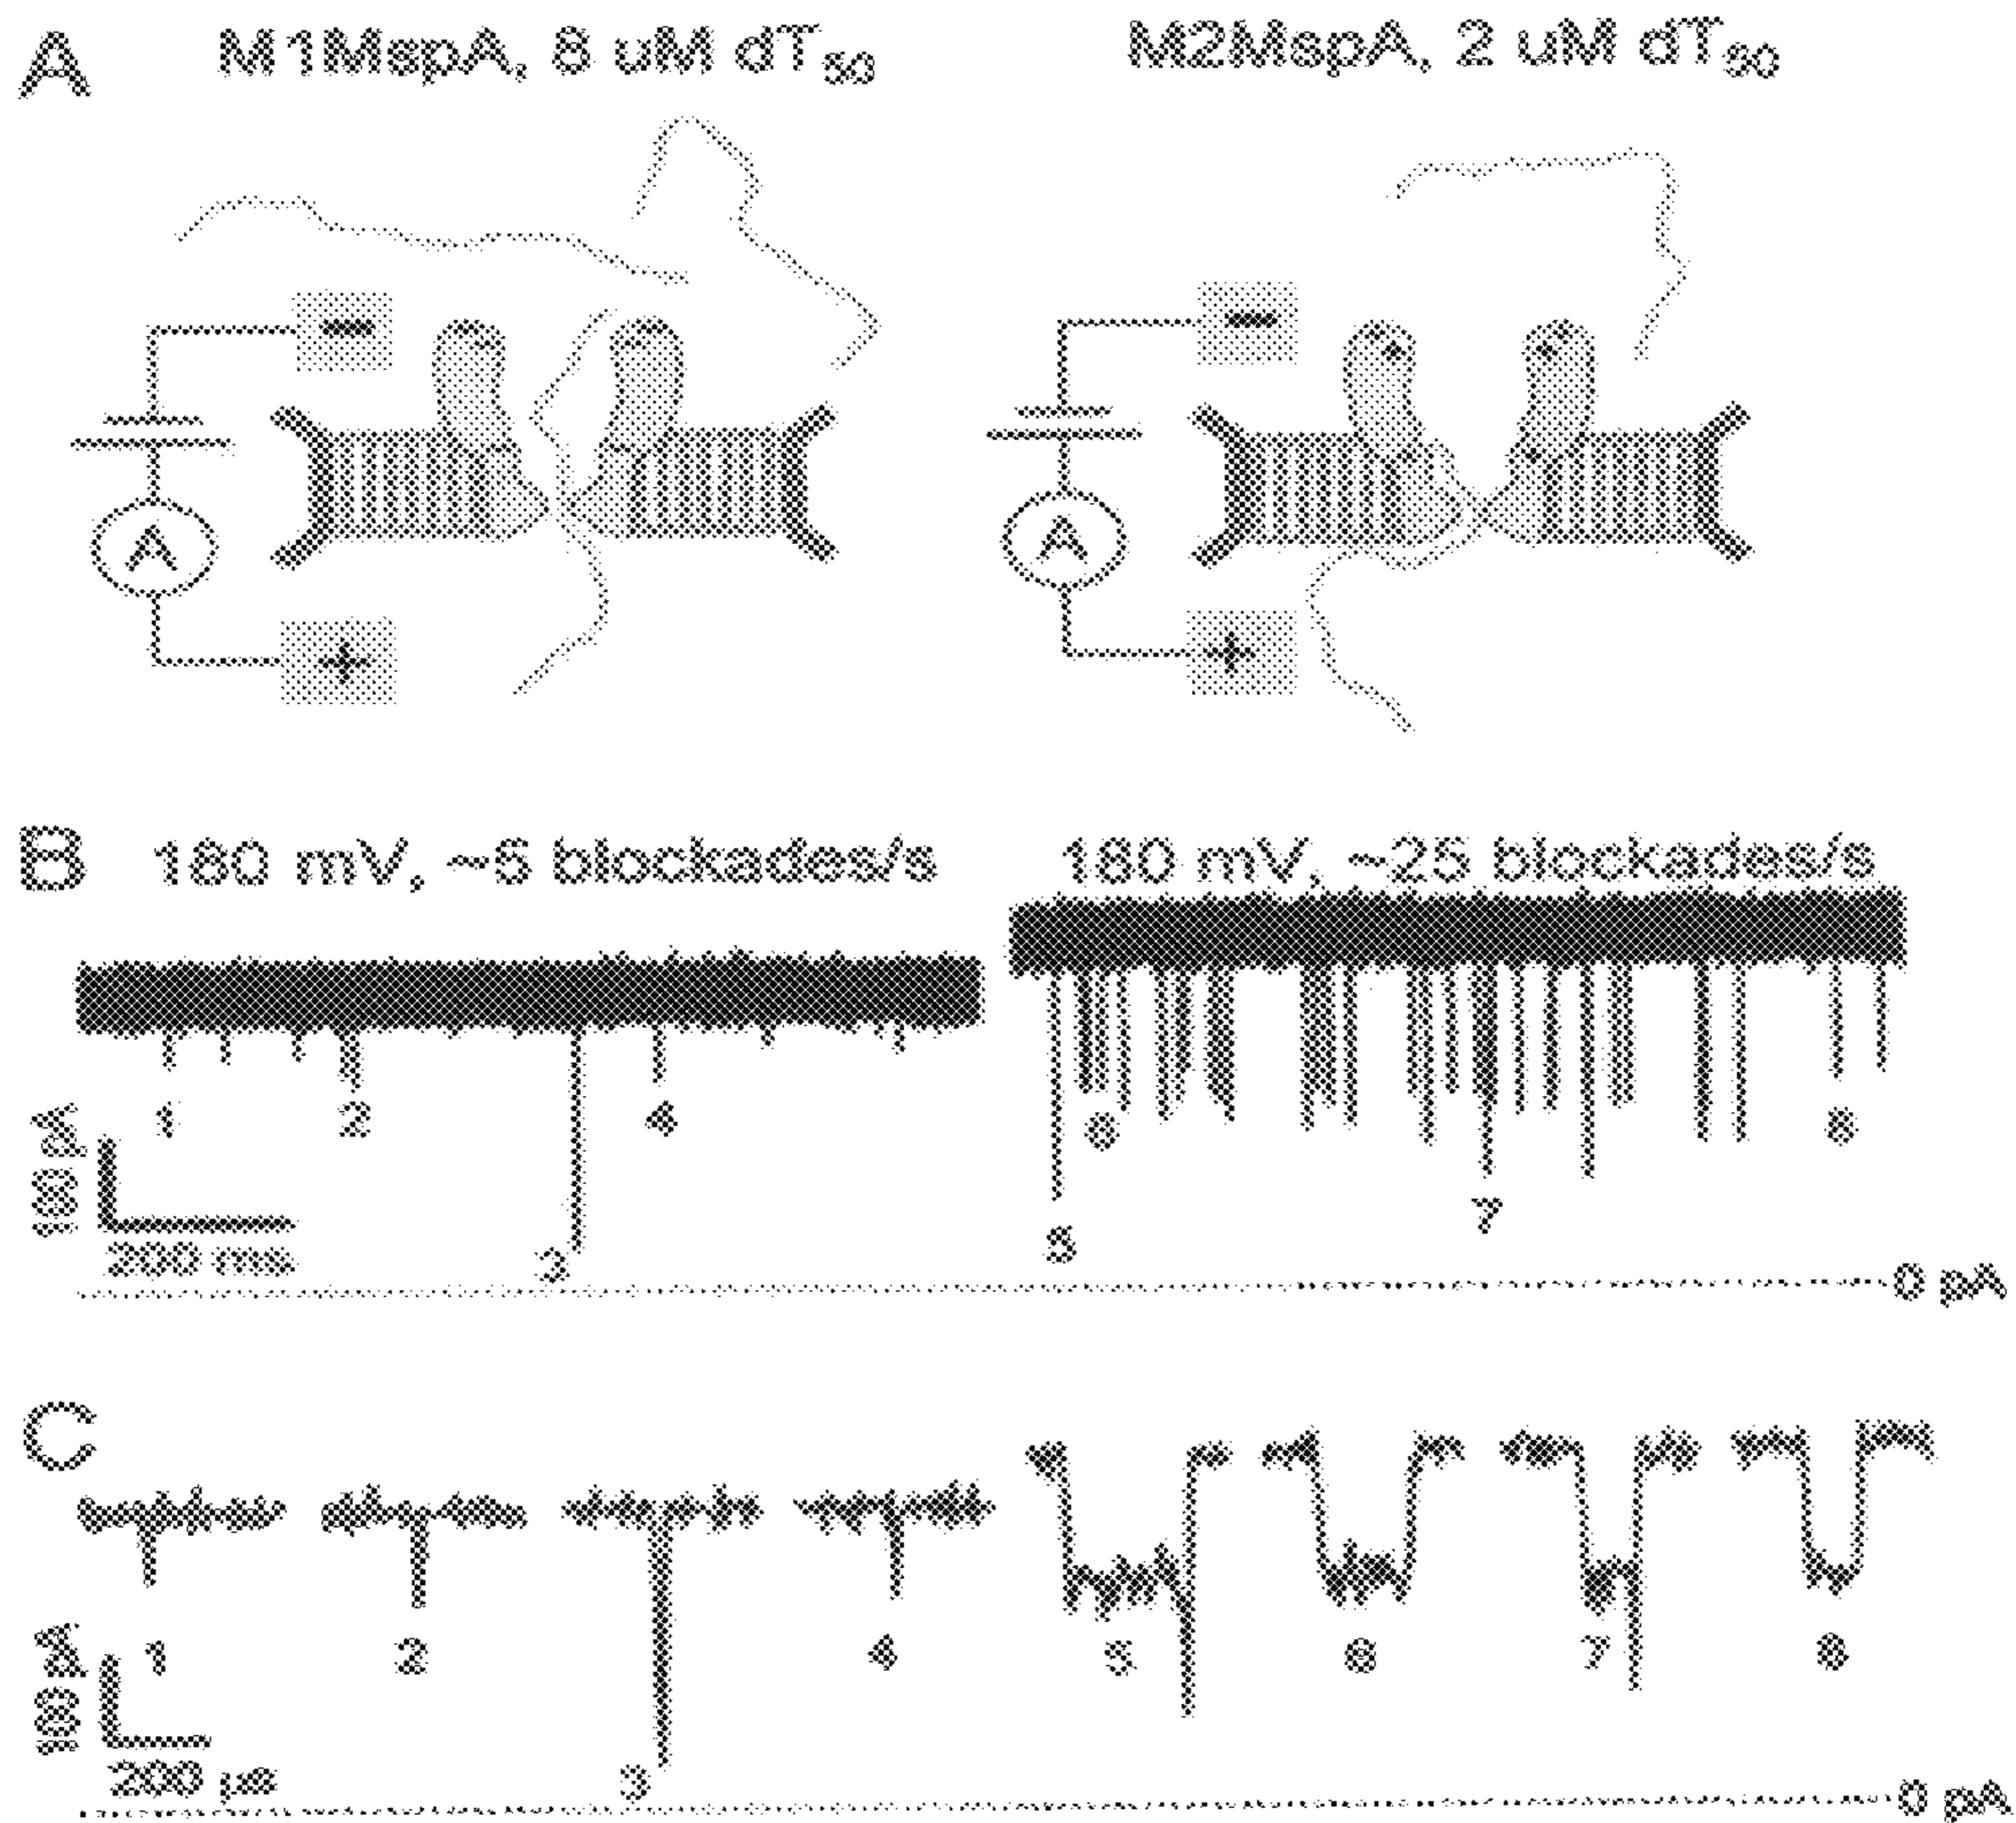 A M1MspA, 8 uM dT50 M2MspA, 2 uM dT50
− −
A A
+ +
B 180 mV, ~5 blockades/s 180 mV, ~25 blockades/s
1 2 4 6 8
100 pA
7
200 ms 3 5
0 pA
C
1 2 4 5 6 7 8
100 pA
200 µs 3
0 pA